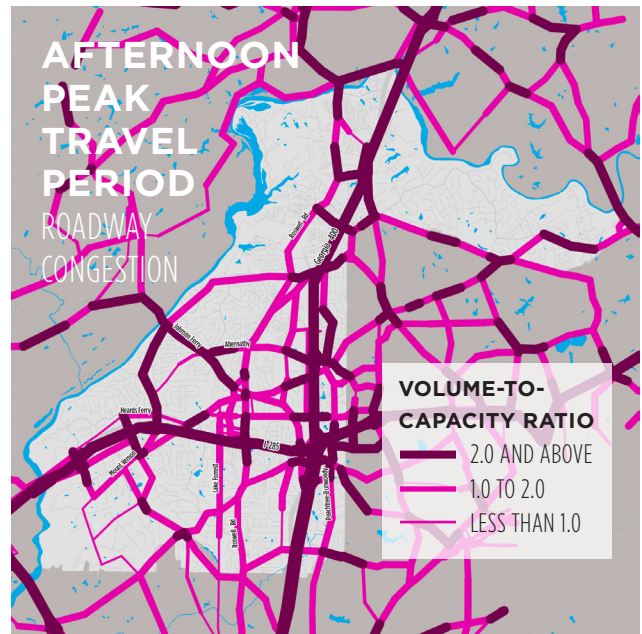 AFTERNOON
PEAK
TRAVEL
PERIOD
ROADWAY
CONGESTION
Roswell Rd
Georgia 400
Johnson Ferry
Abernathy
Heards Ferry
I-285
Mount Vernon
Lake Forrest
Roswell Rd
Peachtree-Dunwoody
VOLUME-TO-
CAPACITY RATIO
2.0 AND ABOVE
1.0 TO 2.0
LESS THAN 1.0